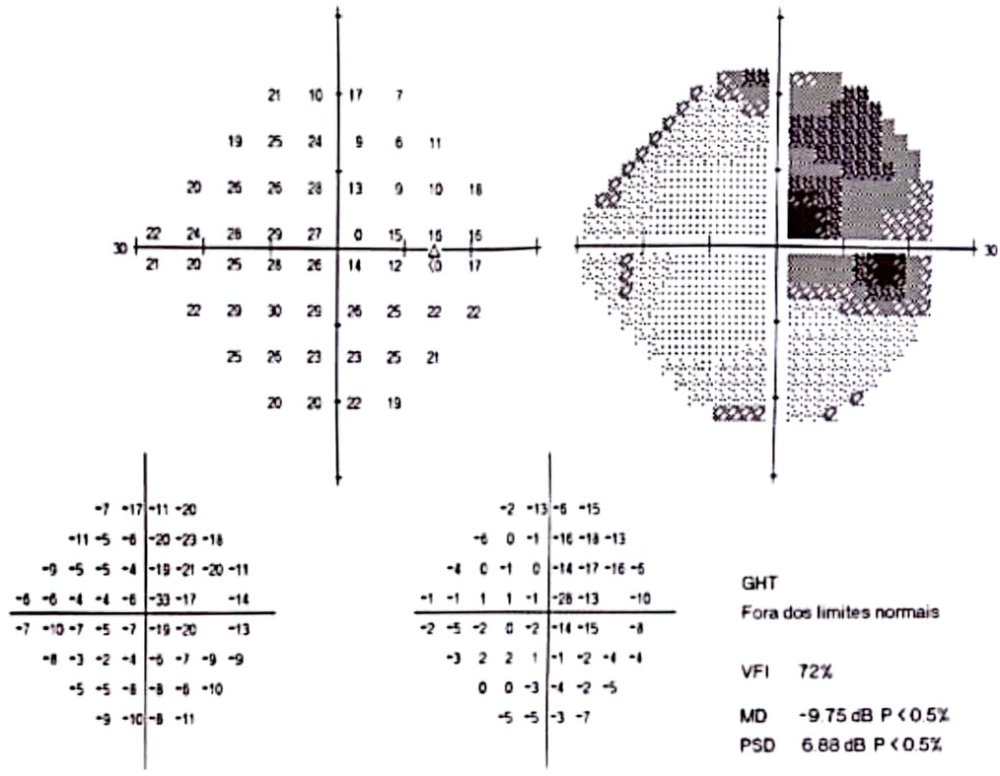 21 10 17 7
19 25 24 9 6 11
20 26 26 28 13 9 10 18
22 24 28 29 27 0 15 16 16
30 30
21 20 25 28 26 14 12 <0 17
22 29 30 29 26 25 22 22
25 26 23 23 25 21
20 20 22 19
-7 -17 -11 -20
-11 -5 -6 -20 -23 -18
-9 -5 -5 -4 -19 -21 -20 -11
-6 -6 -4 -4 -6 -33 -17 -14
-7 -10 -7 -5 -7 -19 -20 -13
-8 -3 -2 -4 -6 -7 -9 -9
-5 -5 -8 -8 -6 -10
-9 -10 -8 -11
-2 -13 -6 -15
-6 0 -1 -16 -18 -13
-4 0 -1 0 -14 -17 -16 -6
-1 -1 1 1 -1 -28 -13 -10
-2 -5 -2 0 -2 -14 -15 -8
-3 2 2 1 -1 -2 -4 -4
0 0 -3 -4 -2 -5
-5 -5 -3 -7
GHT
Fora dos limites normais
VFI 72%
MD -9.75 dB P < 0.5%
PSD 6.88 dB P < 0.5%